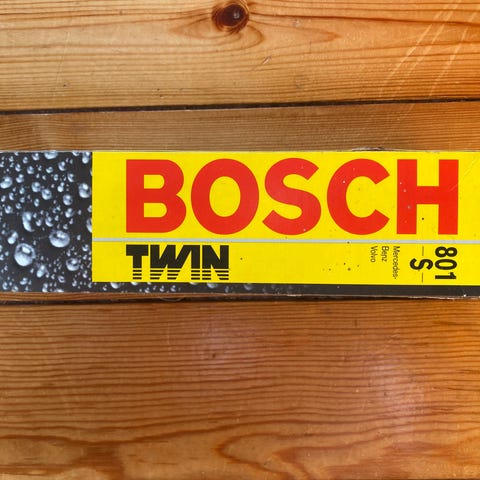 BOSCH
TWIN
Mercedes-
Benz
Volvo
801
S